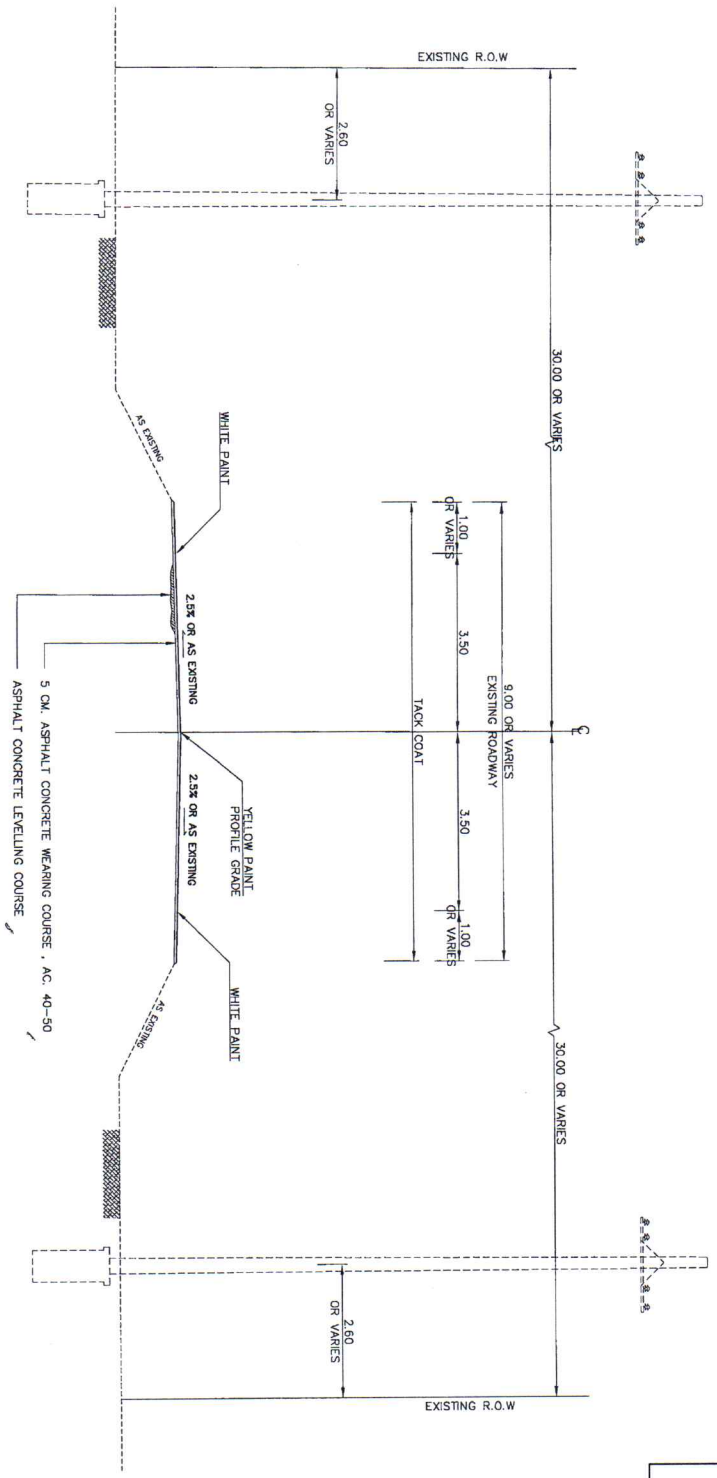 30.00 OR VARIES
30.00 OR VARIES
EXISTING R.O.W
EXISTING R.O.W
℄
9.00 OR VARIES
EXISTING ROADWAY
1.00
OR VARIES
3.50
3.50
1.00
OR VARIES
TACK COAT
2.60
OR VARIES
2.60
OR VARIES
WHITE PAINT
YELLOW PAINT
PROFILE GRADE
WHITE PAINT
AS EXISTING
2.5% OR AS EXISTING
2.5% OR AS EXISTING
AS EXISTING
5 CM. ASPHALT CONCRETE WEARING COURSE , AC. 40-50
ASPHALT CONCRETE LEVELLING COURSE